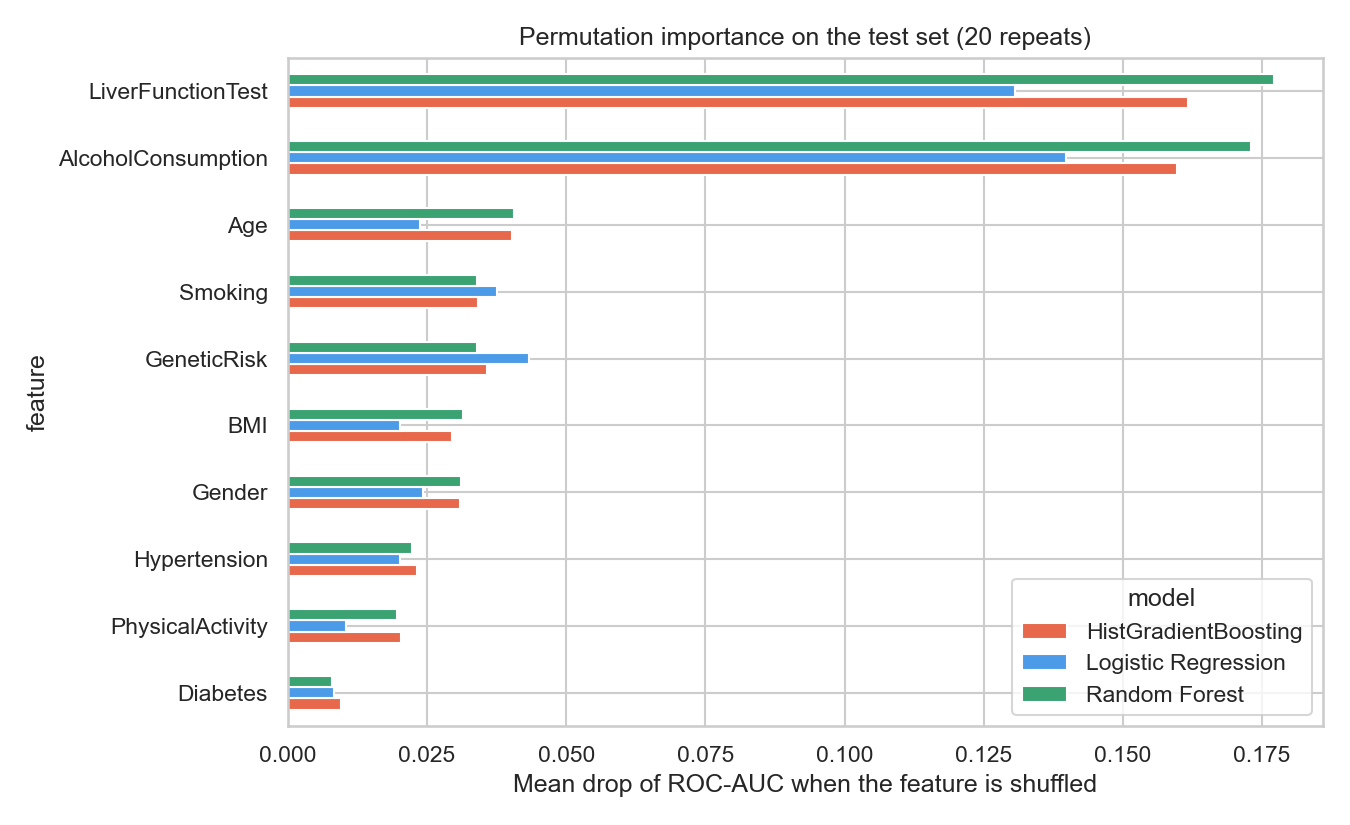 Permutation importance on the test set (20 repeats)
LiverFunctionTest
AlcoholConsumption
Age
Smoking
GeneticRisk
BMI
Gender
Hypertension
PhysicalActivity
Diabetes
feature
model
HistGradientBoosting
Logistic Regression
Random Forest
0.000 0.025 0.050 0.075 0.100 0.125 0.150 0.175
Mean drop of ROC-AUC when the feature is shuffled